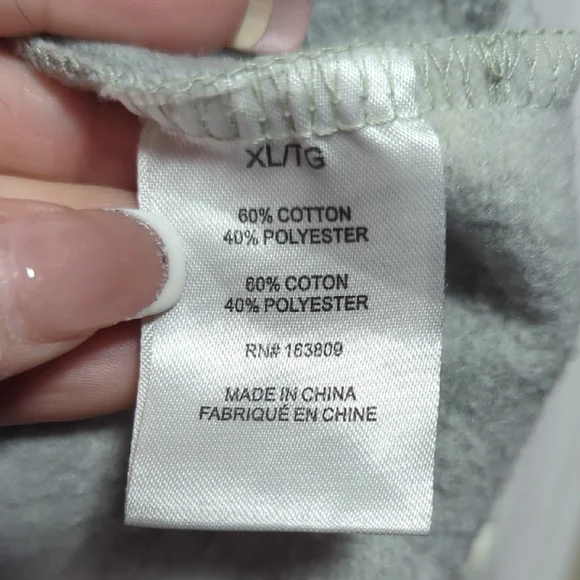 XL/TG
60% COTTON
40% POLYESTER
60% COTON
40% POLYESTER
RN# 163809
MADE IN CHINA
FABRIQUÉ EN CHINE